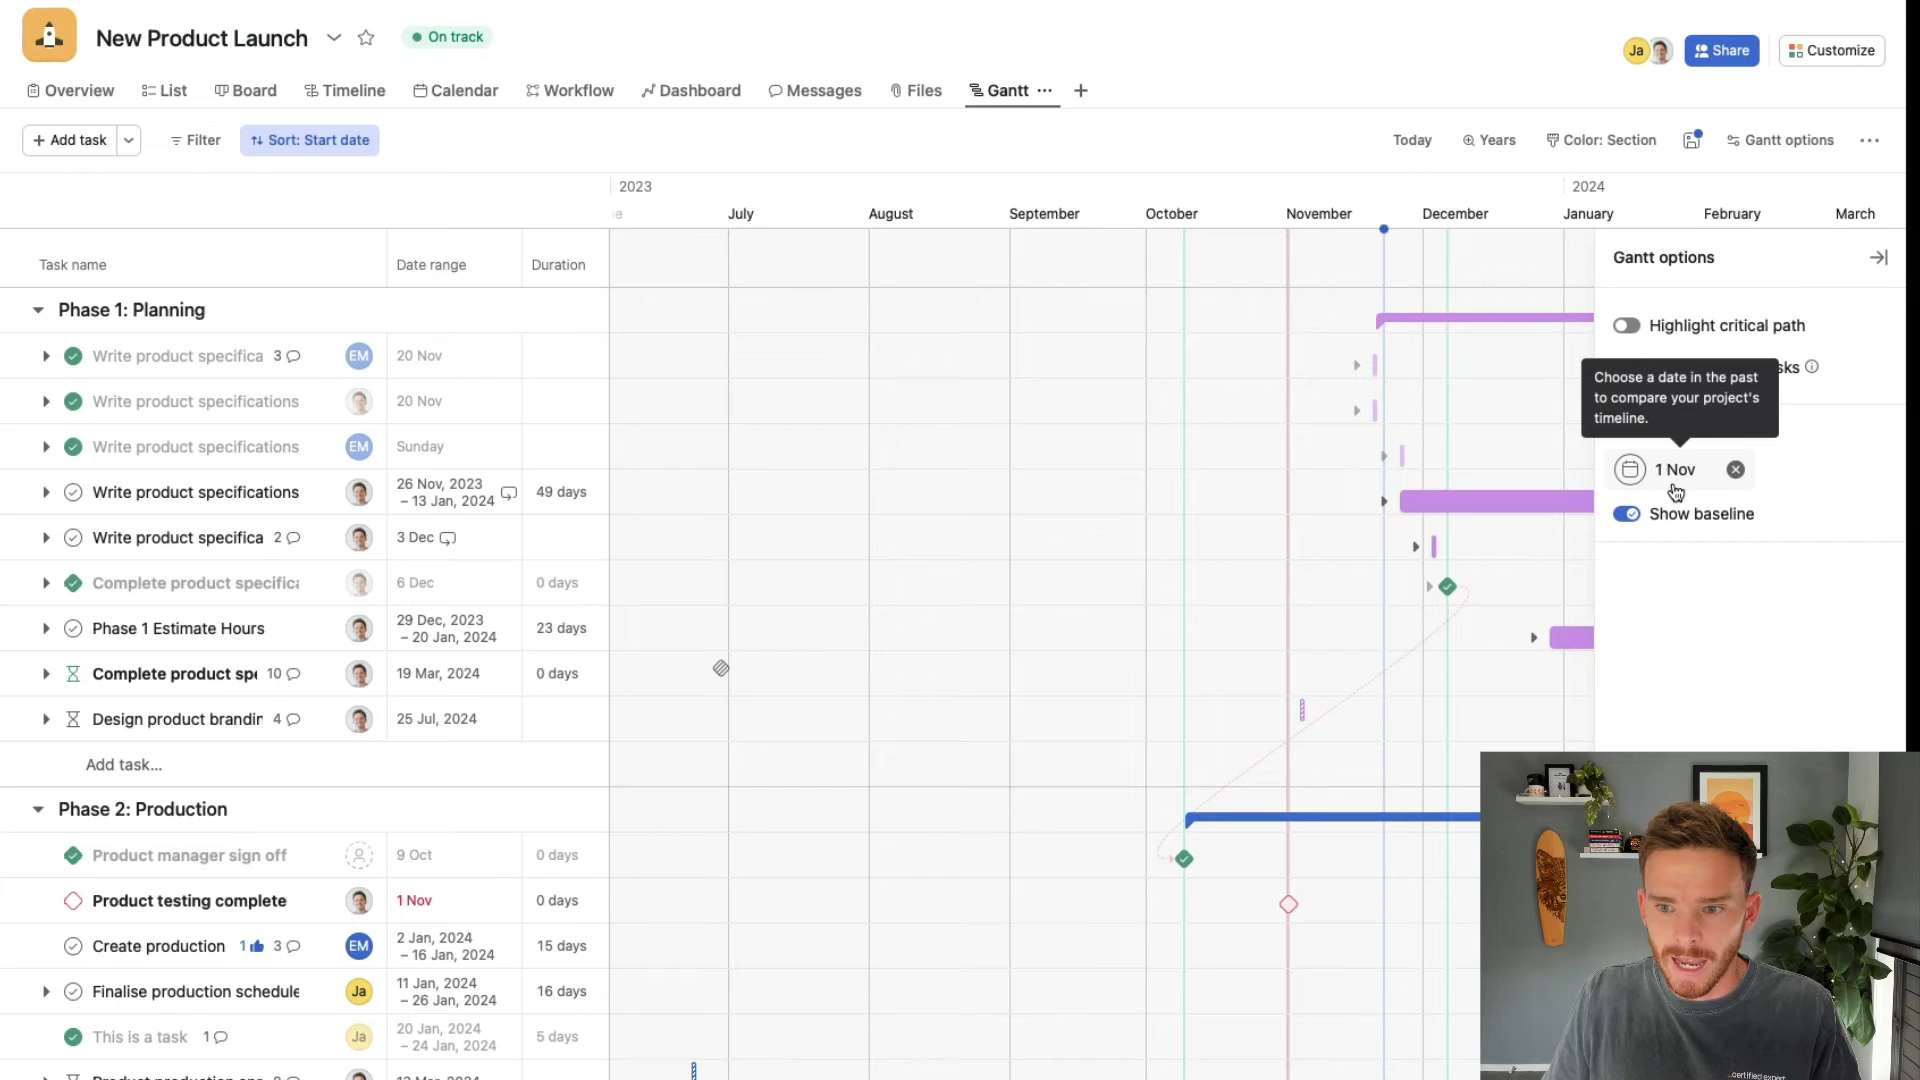 New Product Launch
On track
Ja
Share
Customize
Overview
List
Board
Timeline
Calendar
Workflow
Dashboard
Messages
Files
Gantt
Add task
Filter
Sort: Start date
Today
Years
Color: Section
Gantt options
2023
2024
e July August September October November December January February March
Task name Date range Duration
Gantt options
Phase 1: Planning
Highlight critical path
Write product specifica 3 EM 20 Nov
sks
Choose a date in the past
to compare your project's
timeline.
Write product specifications 20 Nov
Write product specifications EM Sunday
1 Nov
Write product specifications 26 Nov, 2023
– 13 Jan, 2024 49 days
Show baseline
Write product specifica 2 3 Dec
Complete product specifica 6 Dec 0 days
Phase 1 Estimate Hours 29 Dec, 2023
– 20 Jan, 2024 23 days
Complete product spe 10 19 Mar, 2024 0 days
Design product brandin 4 25 Jul, 2024
Add task...
Phase 2: Production
Product manager sign off 9 Oct 0 days
Product testing complete 1 Nov 0 days
Create production 1 3 EM 2 Jan, 2024
– 16 Jan, 2024 15 days
Finalise production schedule Ja 11 Jan, 2024
– 26 Jan, 2024 16 days
This is a task 1 Ja 20 Jan, 2024
– 24 Jan, 2024 5 days
certified expert